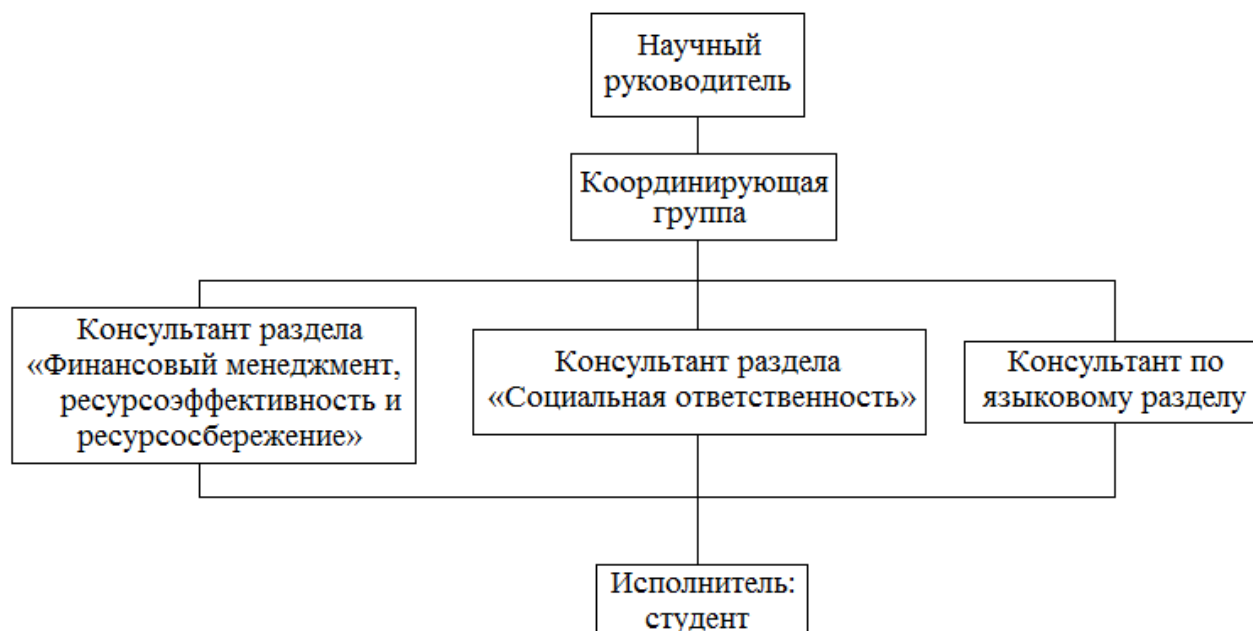 Научный
руководитель
Координирующая
группа
Консультант раздела
«Финансовый менеджмент,
ресурсоэффективность и
ресурсосбережение»
Консультант раздела
«Социальная ответственность»
Консультант по
языковому разделу
Исполнитель:
студент